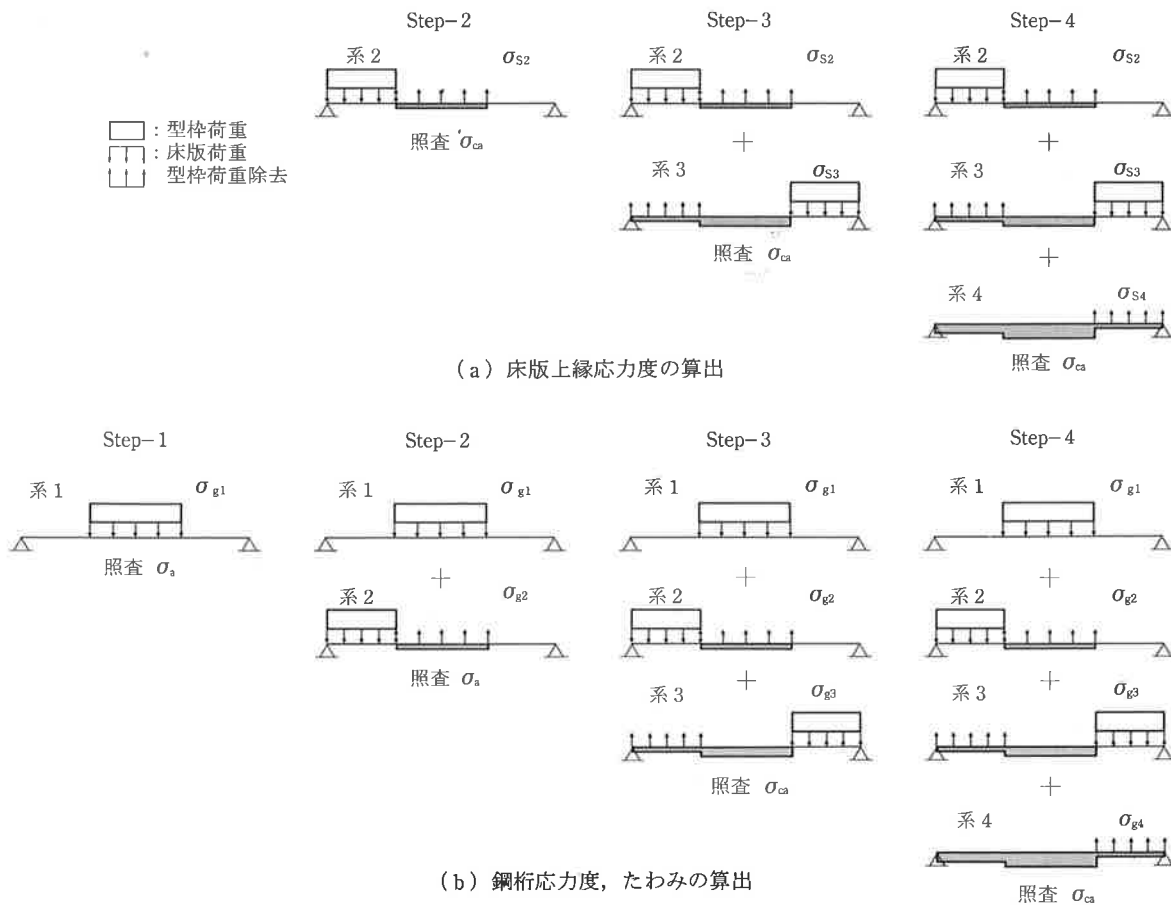 Step-2
Step-3
Step-4
系2 σS2
系2 σS2
系2 σS2
照査 σca
+
+
:型枠荷重
:床版荷重
型枠荷重除去
系3 σS3
系3 σS3
照査 σca
+
系4 σS4
照査 σca
(a)床版上縁応力度の算出
Step-1
Step-2
Step-3
Step-4
系1 σg1
系1 σg1
系1 σg1
系1 σg1
照査 σa
+
+
+
系2 σg2
系2 σg2
系2 σg2
照査 σa
+
+
系3 σg3
系3 σg3
照査 σca
+
系4 σg4
照査 σca
(b)鋼桁応力度,たわみの算出